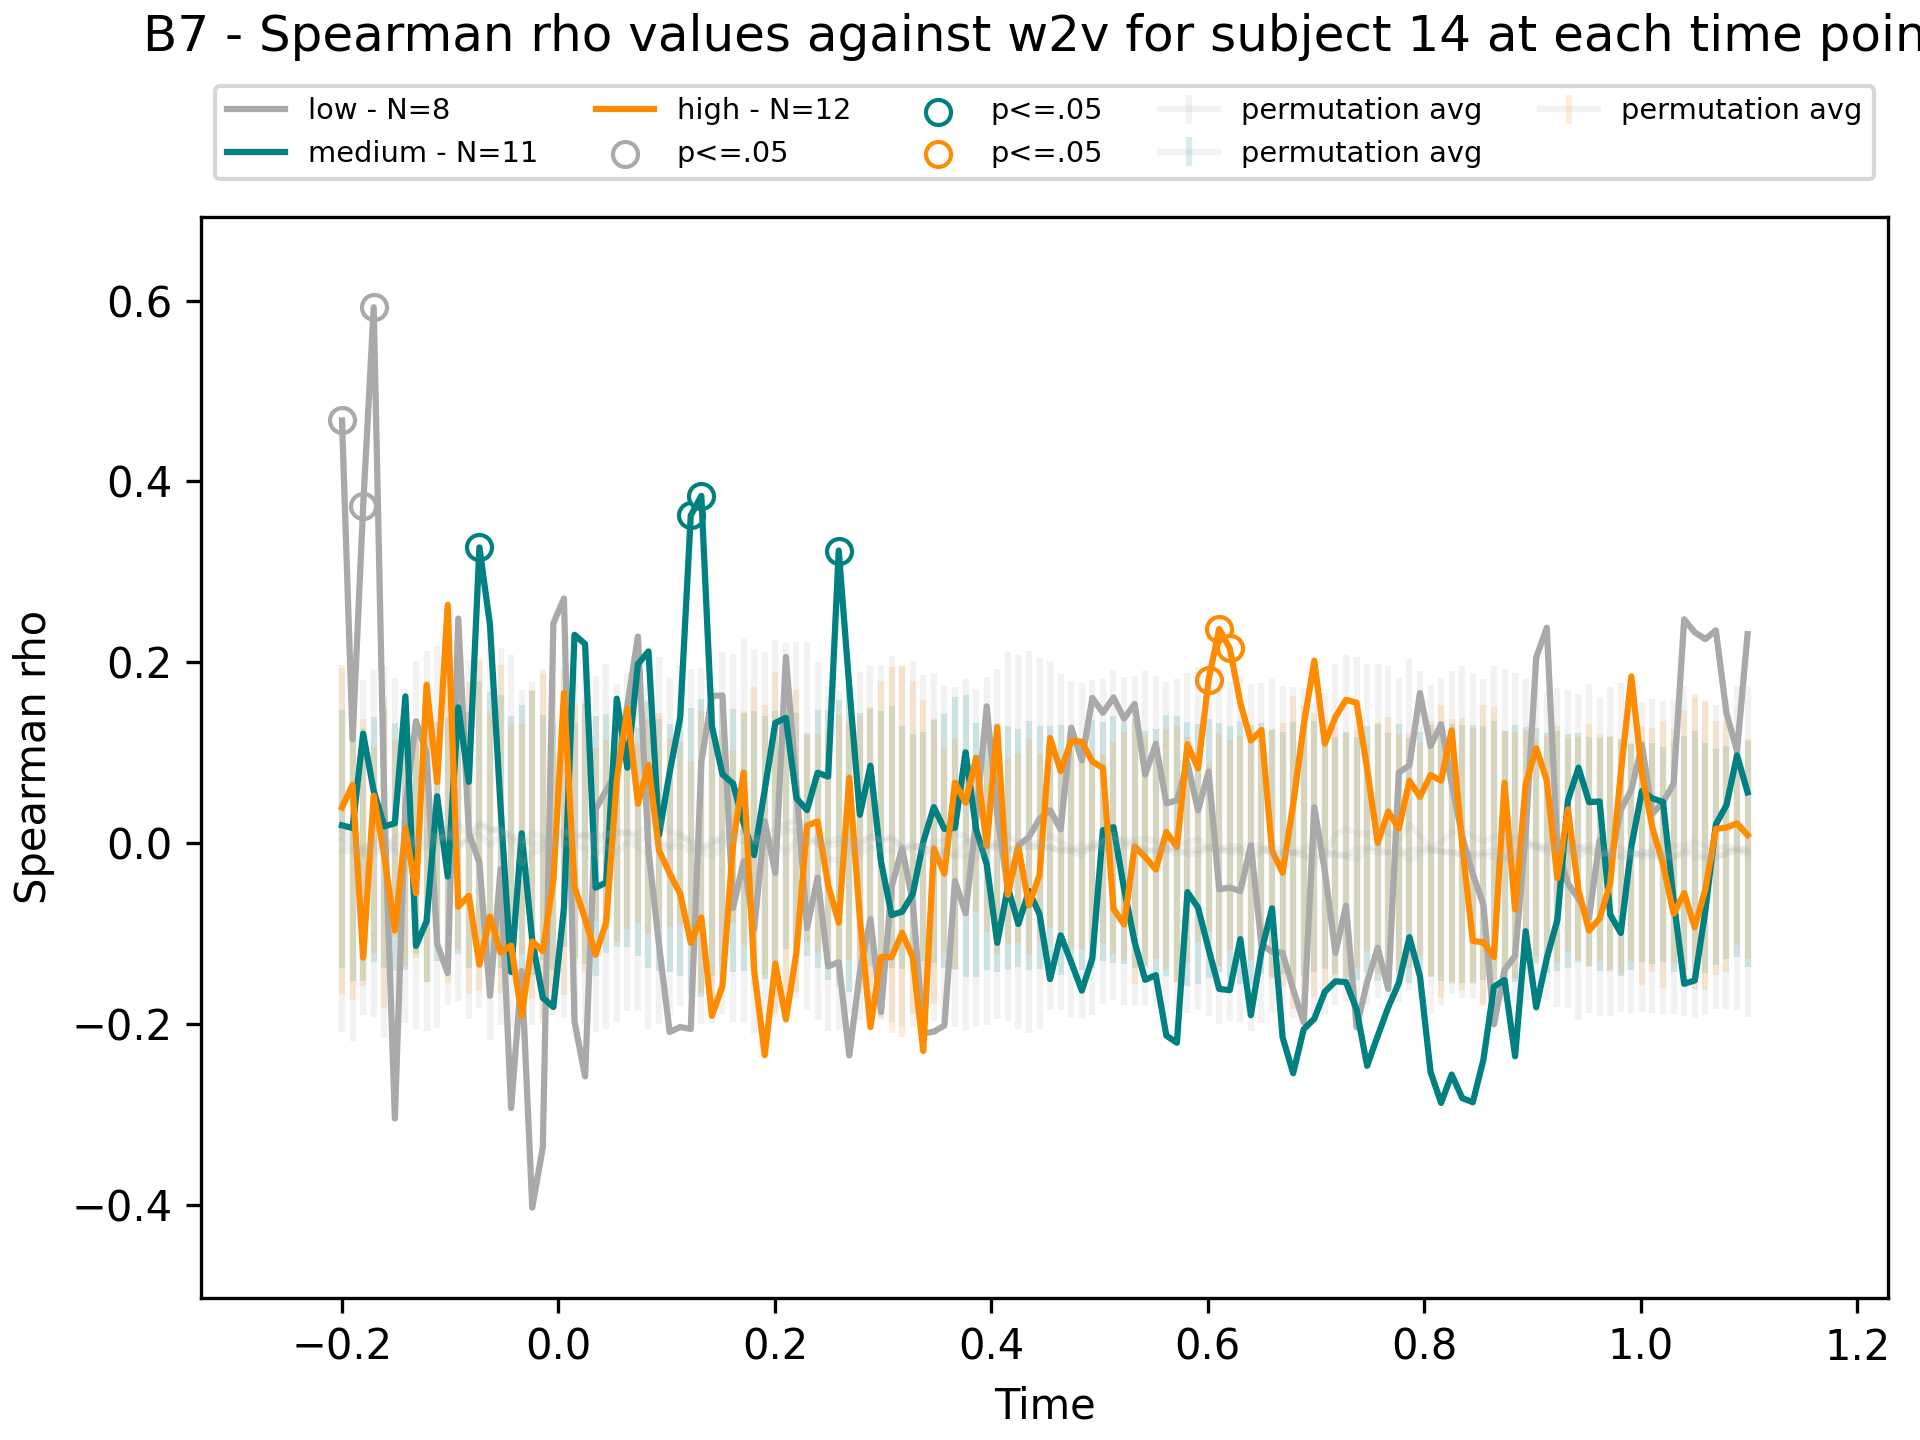 B7 - Spearman rho values against w2v for subject 14 at each time poin
low - N=8 high - N=12 p<=.05 permutation avg permutation avg
medium - N=11 p<=.05 p<=.05 permutation avg
0.6
0.4
0.2
0.0
−0.2
−0.4
Spearman rho
−0.2 0.0 0.2 0.4 0.6 0.8 1.0 1.2
Time